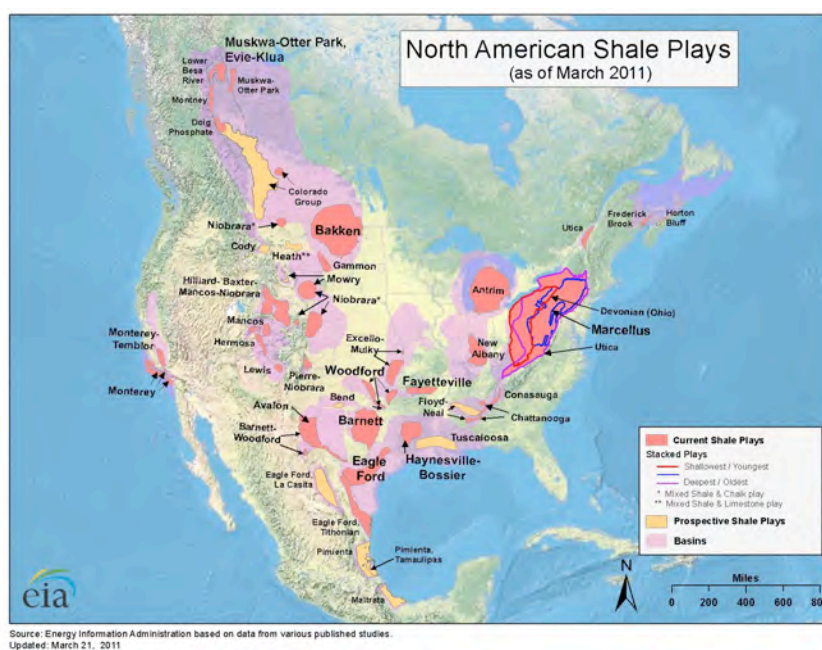 North American Shale Plays
(as of March 2011)
Muskwa-Otter Park,
Evie-Klua
Lower
Besa
River
Muskwa-
Otter Park
Montney
Doig
Phosphate
Colorado
Group
Niobrara*
Bakken
Cody
Heath**
Gammon
Mowry
Hilliard-Baxter-
Mancos-Niobrara
Niobrara*
Mancos
Hermosa
Monterey-
Temblor
Monterey
Lewis
Pierre-
Niobrara
Excello-
Mulky
Woodford
Fayetteville
Bend
Avalon
Barnett
Barnett-
Woodford
Eagle
Ford
Haynesville-
Bossier
Eagle Ford,
La Casita
Eagle Ford,
Tithonian
Pimienta
Pimienta,
Tamaulipas
Maltrata
Antrim
New
Albany
Floyd-
Neal
Conasauga
Chattanooga
Tuscaloosa
Utica
Frederick
Brook
Horton
Bluff
Devonian (Ohio)
Marcellus
Utica
Current Shale Plays
Stacked Plays
Shallowest / Youngest
Deepest / Oldest
* Mixed Shale & Chalk play
** Mixed Shale & Limestone play
Prospective Shale Plays
Basins
N
Miles
0 100 200 400 600
eia
Source: Energy Information Administration based on data from various published studies.
Updated: March 21, 2011